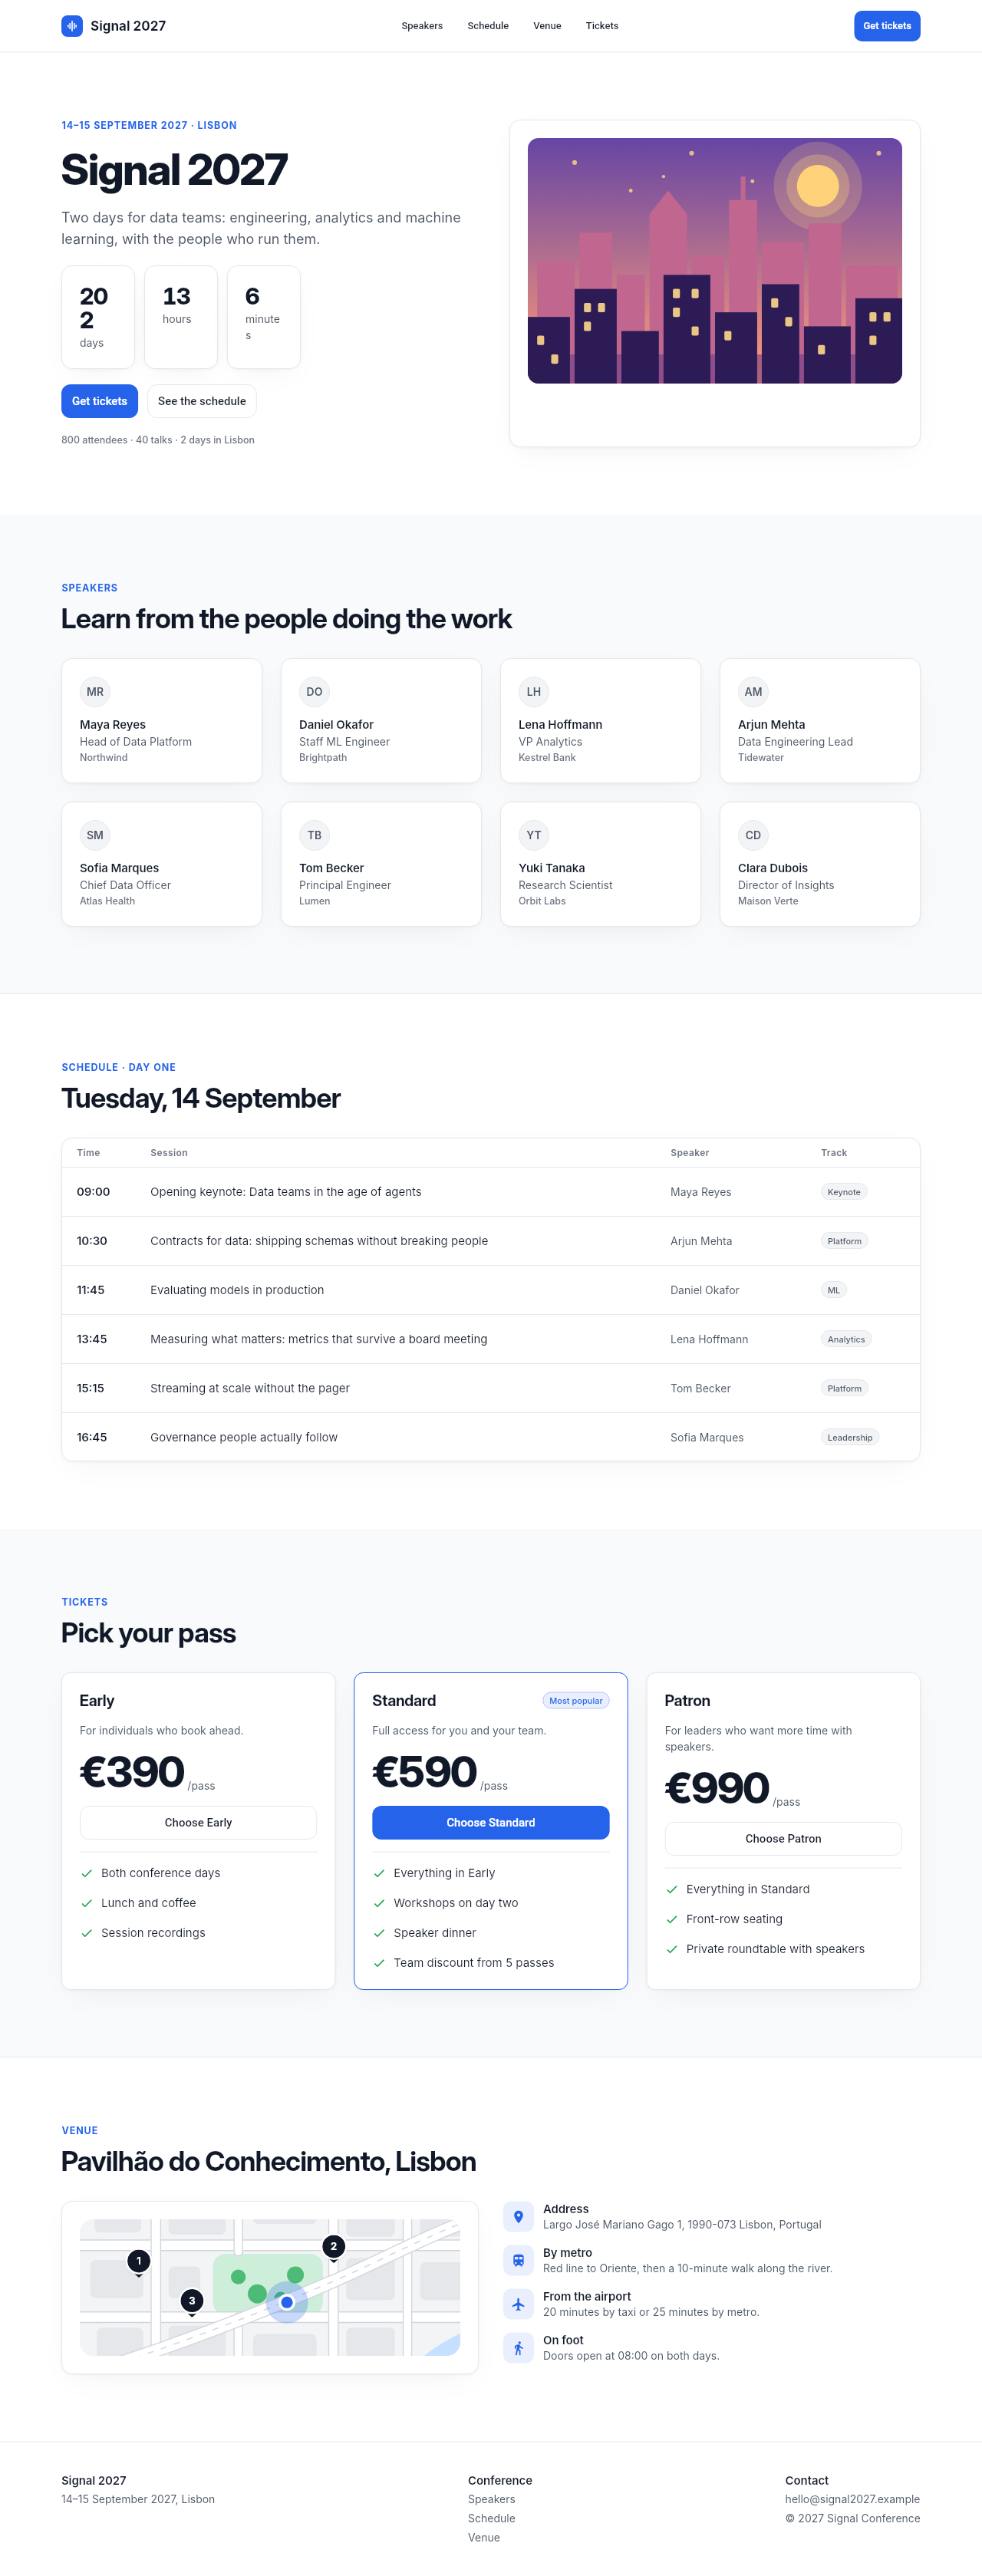 Signal 2027
Speakers Schedule Venue Tickets
Get tickets
14–15 SEPTEMBER 2027 · LISBON
Signal 2027
Two days for data teams: engineering, analytics and machine
learning, with the people who run them.
20
2
days
13
hours
6
minute
s
Get tickets
See the schedule
800 attendees · 40 talks · 2 days in Lisbon
SPEAKERS
Learn from the people doing the work
MR
Maya Reyes
Head of Data Platform
Northwind
DO
Daniel Okafor
Staff ML Engineer
Brightpath
LH
Lena Hoffmann
VP Analytics
Kestrel Bank
AM
Arjun Mehta
Data Engineering Lead
Tidewater
SM
Sofia Marques
Chief Data Officer
Atlas Health
TB
Tom Becker
Principal Engineer
Lumen
YT
Yuki Tanaka
Research Scientist
Orbit Labs
CD
Clara Dubois
Director of Insights
Maison Verte
SCHEDULE · DAY ONE
Tuesday, 14 September
Time Session Speaker Track
09:00 Opening keynote: Data teams in the age of agents Maya Reyes Keynote
10:30 Contracts for data: shipping schemas without breaking people Arjun Mehta Platform
11:45 Evaluating models in production Daniel Okafor ML
13:45 Measuring what matters: metrics that survive a board meeting Lena Hoffmann Analytics
15:15 Streaming at scale without the pager Tom Becker Platform
16:45 Governance people actually follow Sofia Marques Leadership
TICKETS
Pick your pass
Early
For individuals who book ahead.
€390 /pass
Choose Early
Both conference days
Lunch and coffee
Session recordings
Standard
Most popular
Full access for you and your team.
€590 /pass
Choose Standard
Everything in Early
Workshops on day two
Speaker dinner
Team discount from 5 passes
Patron
For leaders who want more time with
speakers.
€990 /pass
Choose Patron
Everything in Standard
Front-row seating
Private roundtable with speakers
VENUE
Pavilhão do Conhecimento, Lisbon
1
2
3
Address
Largo José Mariano Gago 1, 1990-073 Lisbon, Portugal
By metro
Red line to Oriente, then a 10-minute walk along the river.
From the airport
20 minutes by taxi or 25 minutes by metro.
On foot
Doors open at 08:00 on both days.
Signal 2027
14–15 September 2027, Lisbon
Conference
Speakers
Schedule
Venue
Contact
hello@signal2027.example
© 2027 Signal Conference